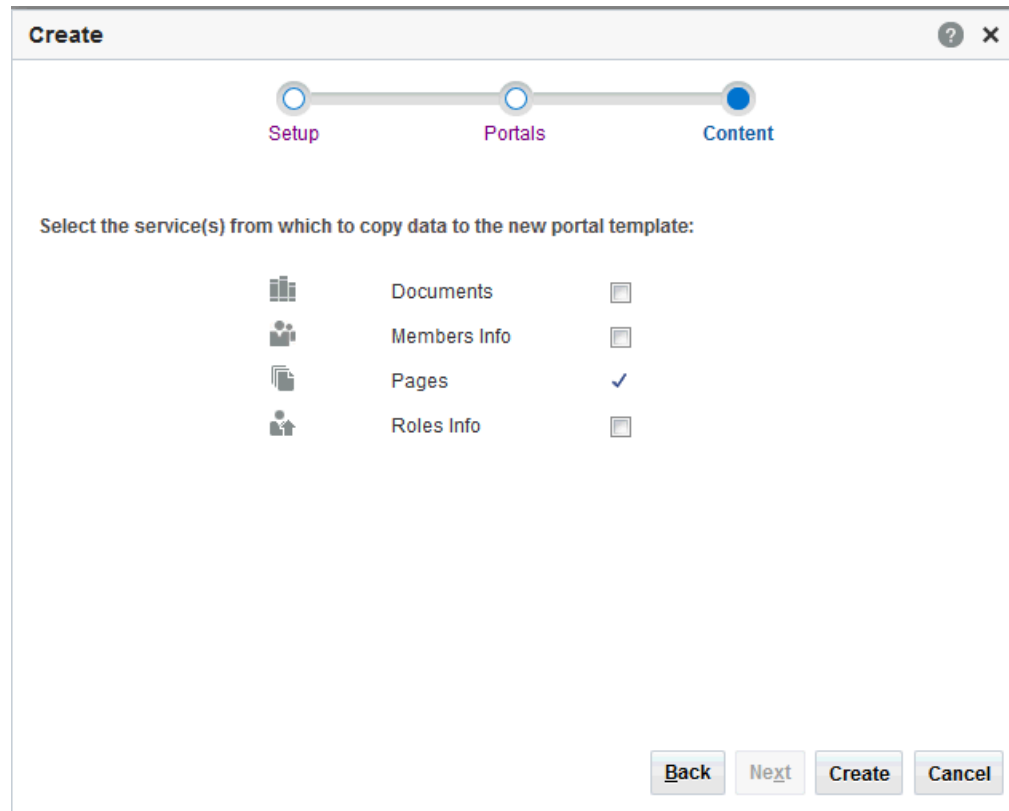 Create
Setup Portals Content
Select the service(s) from which to copy data to the new portal template:
Documents
Members Info
Pages
Roles Info
Back Next Create Cancel